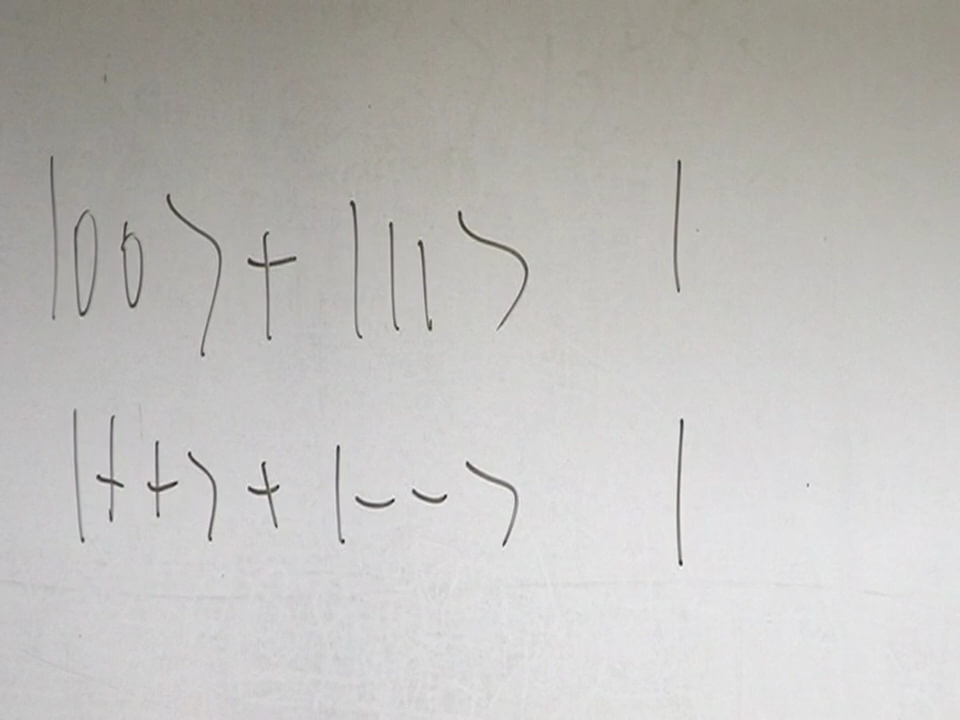 |00⟩+|11⟩ |
|++⟩+|--⟩ |